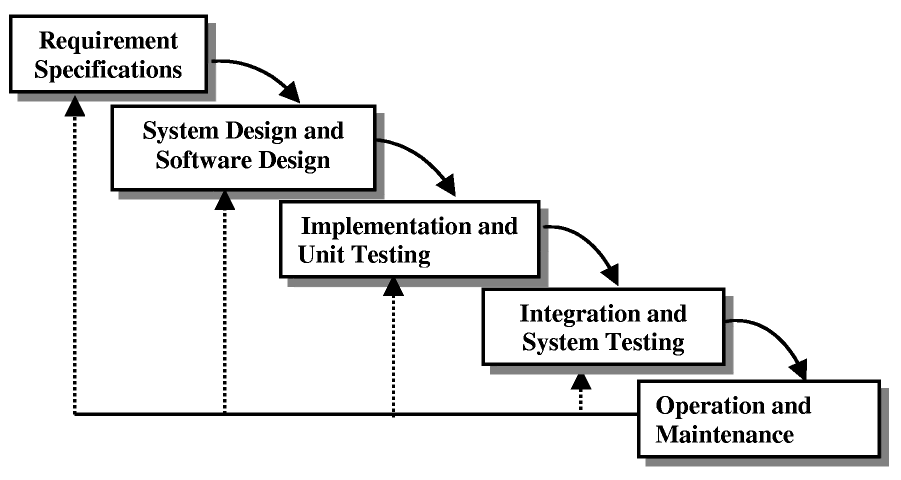 Requirement
Specifications
System Design and
Software Design
Implementation and
Unit Testing
Integration and
System Testing
Operation and
Maintenance